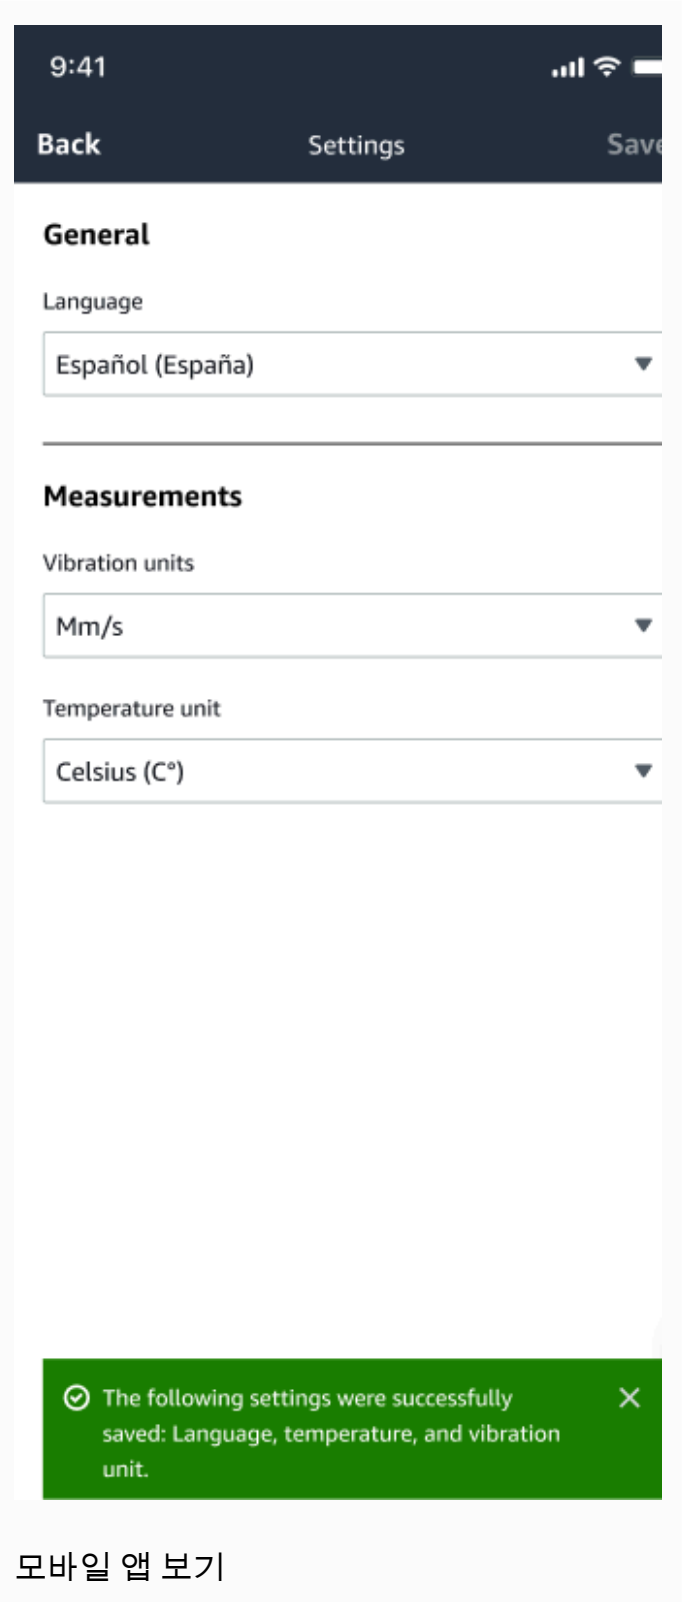 9:41
Back
Settings
Save
General
Language
Español (España)
Measurements
Vibration units
Mm/s
Temperature unit
Celsius (C°)
The following settings were successfully
saved: Language, temperature, and vibration
unit.
모바일 앱 보기